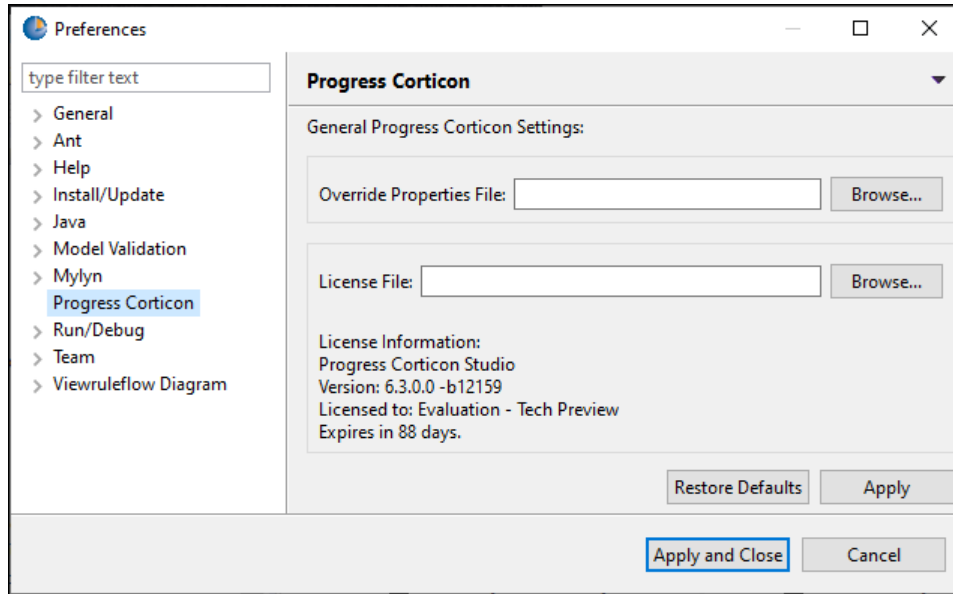 Preferences
type filter text
General
Ant
Help
Install/Update
Java
Model Validation
Mylyn
Progress Corticon
Run/Debug
Team
Viewruleflow Diagram
Progress Corticon
General Progress Corticon Settings:
Override Properties File:
Browse...
License File:
Browse...
License Information:
Progress Corticon Studio
Version: 6.3.0.0 -b12159
Licensed to: Evaluation - Tech Preview
Expires in 88 days.
Restore Defaults
Apply
Apply and Close
Cancel